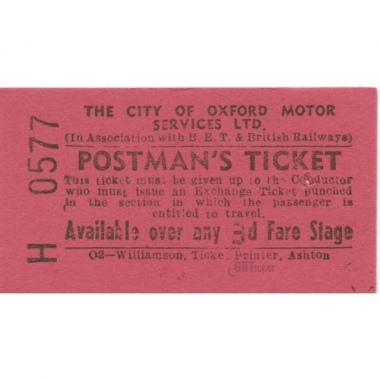 THE CITY OF OXFORD MOTOR
SERVICES LTD.
(In Association with B.E.T. & British Railways)
POSTMAN'S TICKET
This ticket must be given up to the Conductor
who must issue an Exchange Ticket punched
in the section in which the passenger is
entitled to travel.
Available over any 3d Fare Stage
O2—Williamson, Ticket Printer, Ashton
GBTicket
H 0577